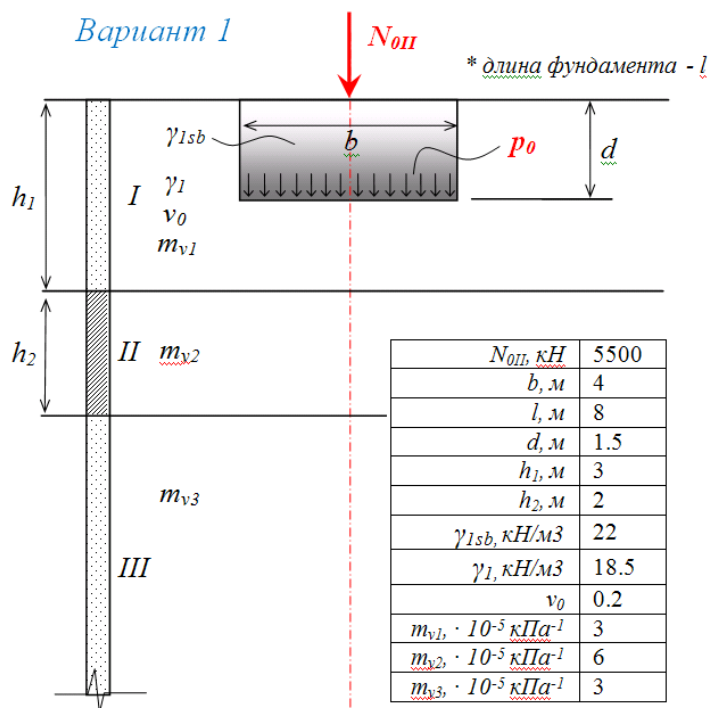 Вариант 1
N0II
* длина фундамента - l
γ1sb
b
p0
d
h1
I
γ1
ν0
mv1
h2
II
mv2
mv3
III
N0II, кН 5500
b, м 4
l, м 8
d, м 1.5
h1, м 3
h2, м 2
γ1sb, кН/м3 22
γ1, кН/м3 18.5
ν0 0.2
mv1, · 10-5 кПа-1 3
mv2, · 10-5 кПа-1 6
mv3, · 10-5 кПа-1 3